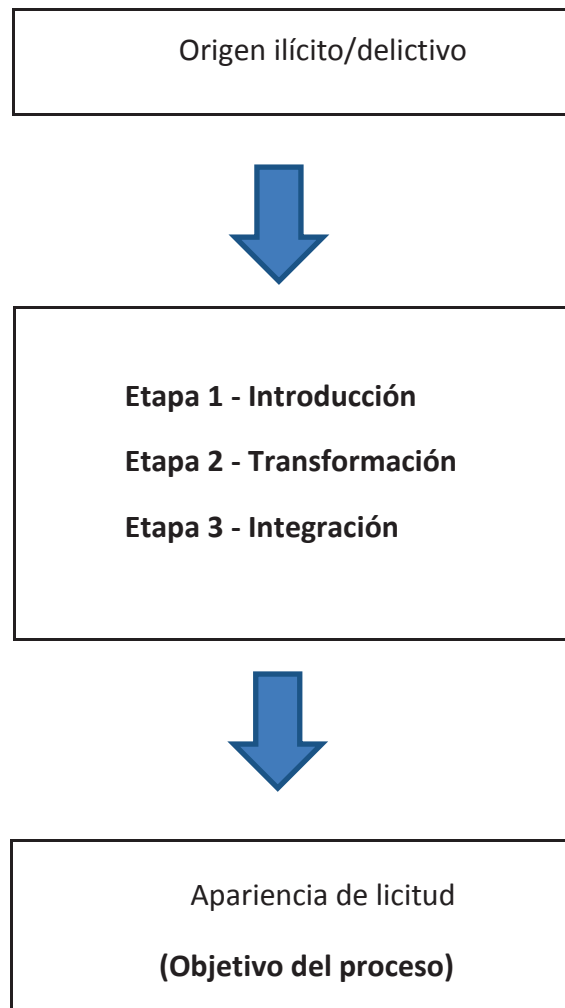 Origen ilícito/delictivo
Etapa 1 - Introducción
Etapa 2 - Transformación
Etapa 3 - Integración
Apariencia de licitud
(Objetivo del proceso)